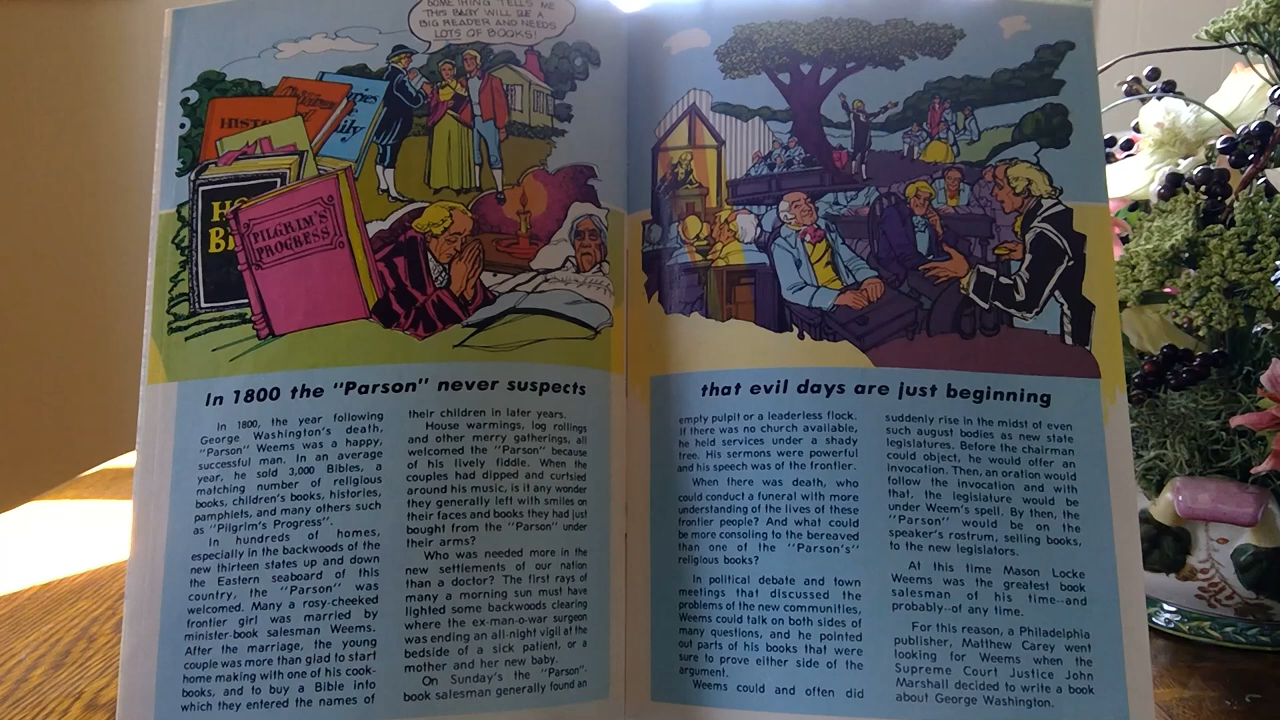 SOMETHING TELLS ME
THIS BABY WILL BE A
BIG READER AND NEEDS
LOTS OF BOOKS!
HIST
PILGRIM'S
PROGRESS
In 1800 the "Parson" never suspects
In 1800, the year following
George Washington's death,
"Parson" Weems was a happy,
successful man. In an average
year, he sold 3,000 Bibles, a
matching number of religious
books, children's books, histories,
pamphlets, and many others such
as "Pilgrim's Progress".
In hundreds of homes,
especially in the backwoods of the
new thirteen states up and down
the Eastern seaboard of this
country, the "Parson" was
welcomed. Many a rosy-cheeked
frontier girl was married by
minister-book salesman Weems.
After the marriage, the young
couple was more than glad to start
home making with one of his cook-
books, and to buy a Bible into
which they entered the names of
their children in later years.
House warmings, log rollings
and other merry gatherings, all
welcomed the "Parson" because
of his lively fiddle. When the
couples had dipped and curtsied
around his music, is it any wonder
they generally left with smiles on
their faces and books they had just
bought from the "Parson" under
their arms?
Who was needed more in the
new settlements of our nation
than a doctor? The first rays of
many a morning sun must have
lighted some backwoods clearing
where the ex-man-o-war surgeon
was ending an all-night vigil at the
bedside of a sick patient, or a
mother and her new baby.
On Sunday's the "Parson"-
book salesman generally found an
that evil days are just beginning
empty pulpit or a leaderless flock.
If there was no church available,
he held services under a shady
tree. His sermons were powerful
and his speech was of the frontier.
When there was death, who
could conduct a funeral with more
understanding of the lives of these
frontier people? And what could
be more consoling to the bereaved
than one of the "Parson's"
religious books?
In political debate and town
meetings that discussed the
problems of the new communities,
Weems could talk on both sides of
many questions, and he pointed
out parts of his books that were
sure to prove either side of the
argument.
Weems could and often did
suddenly rise in the midst of even
such august bodies as new state
legislatures. Before the chairman
could object, he would offer an
invocation. Then, an oration would
follow the invocation and with
that, the legislature would be
under Weem's spell. By then, the
"Parson" would be on the
speaker's rostrum, selling books,
to the new legislators.
At this time Mason Locke
Weems was the greatest book
salesman of his time--and
probably--of any time.
For this reason, a Philadelphia
publisher, Matthew Carey went
looking for Weems when the
Supreme Court Justice John
Marshall decided to write a book
about George Washington.